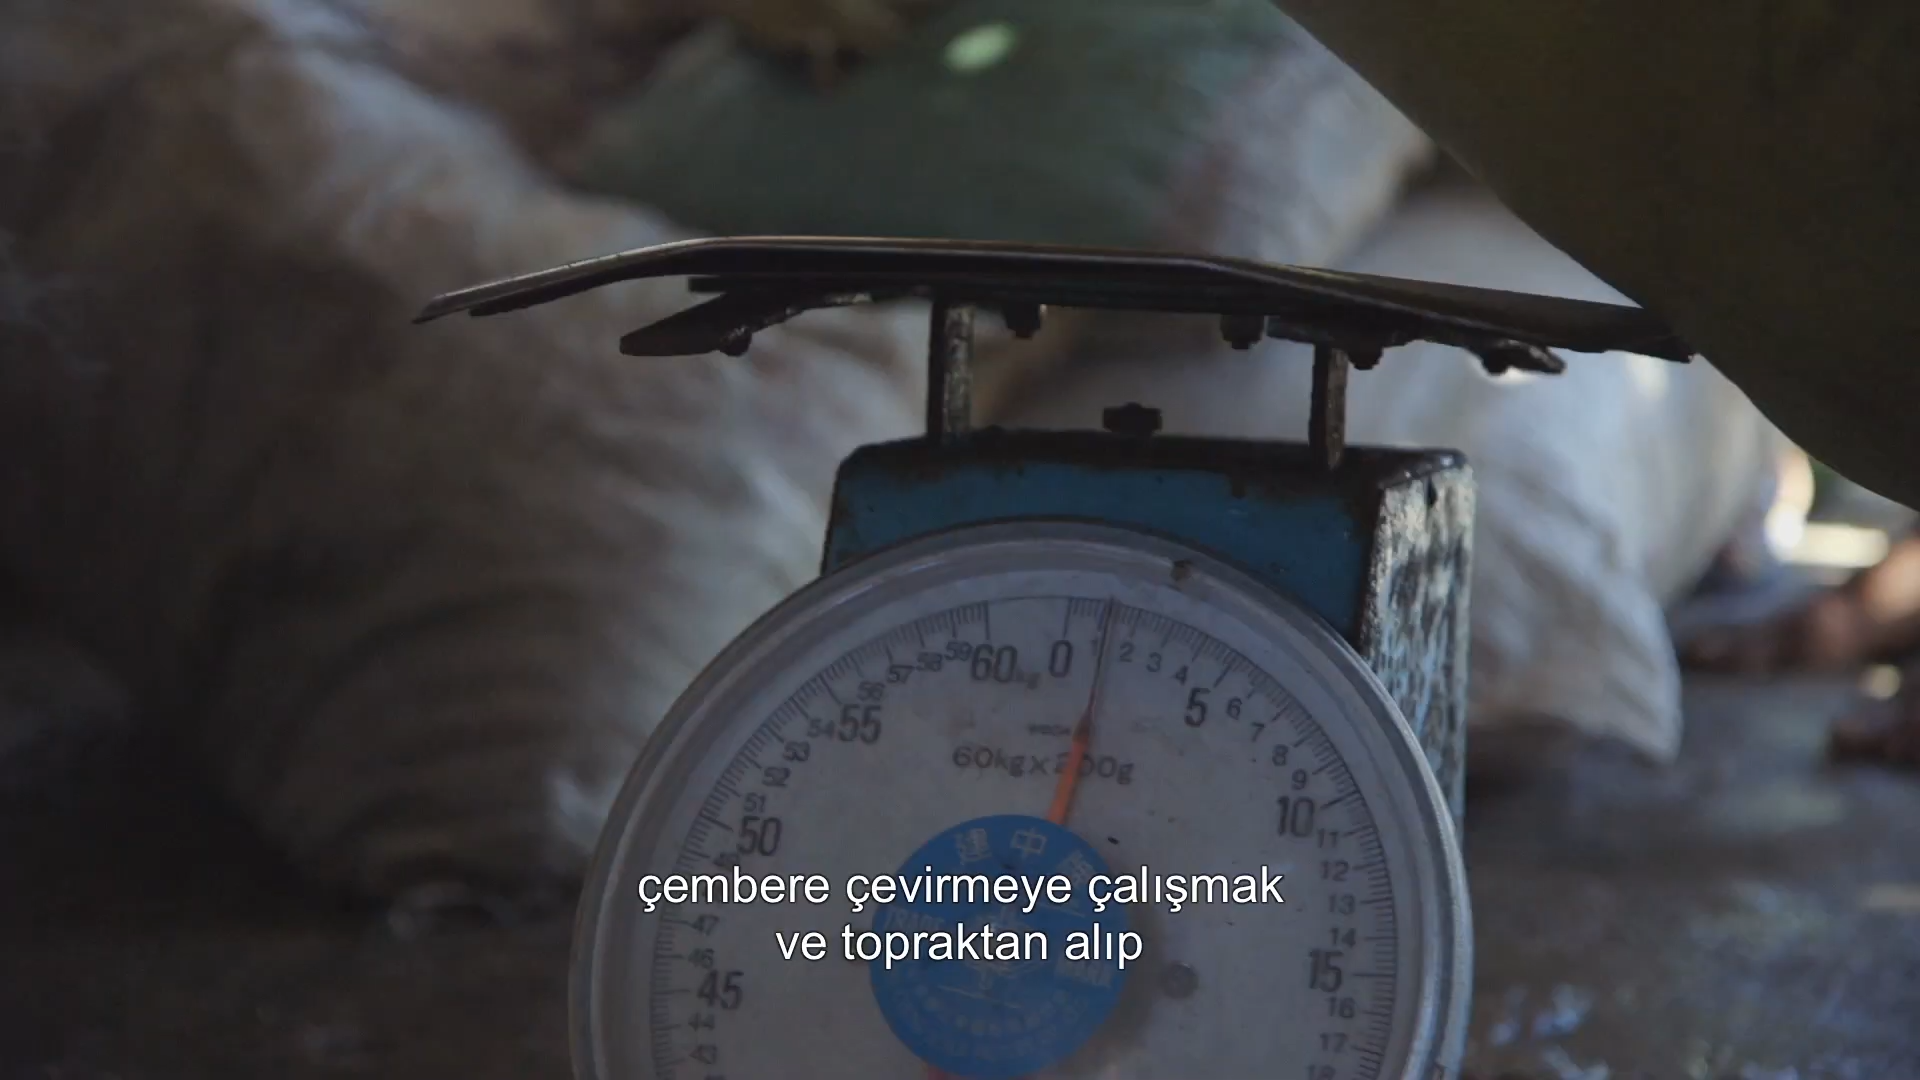 59 60kg 0 1 2 3 4 5 6 7 8 9 10 11 12 13 14 15 16 17
58 57 56 55 54 53 52 51 50
60kg×200g
建中
47 46 45 44 43
çembere çevirmeye çalışmak
ve topraktan alıp